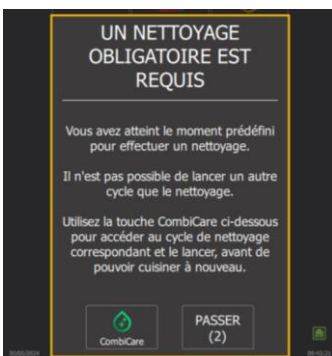 UN NETTOYAGE
OBLIGATOIRE EST
REQUIS
Vous avez atteint le moment prédéfini
pour effectuer un nettoyage.
Il n'est pas possible de lancer un autre
cycle que le nettoyage.
Utilisez la touche CombiCare ci-dessous
pour accéder au cycle de nettoyage
correspondant et le lancer, avant de
pouvoir cuisiner à nouveau.
CombiCare
PASSER
(2)